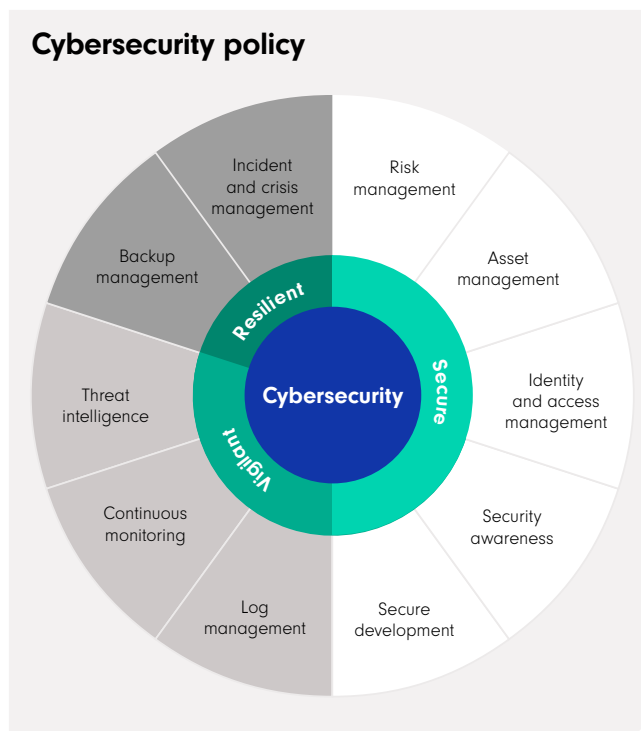 Cybersecurity policy
Incident
and crisis
management
Risk
management
Backup
management
Asset
management
Resilient
Threat
intelligence
Cybersecurity
Secure
Identity
and access
management
Vigilant
Continuous
monitoring
Security
awareness
Log
management
Secure
development